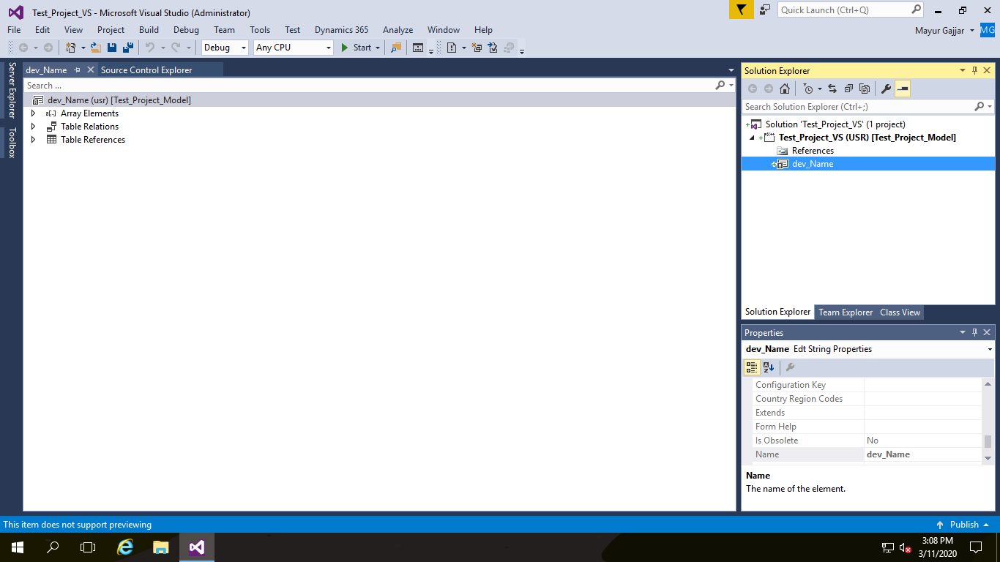 Test_Project_VS - Microsoft Visual Studio (Administrator)
Quick Launch (Ctrl+Q)
File Edit View Project Build Debug Team Tools Test Dynamics 365 Analyze Window Help
Mayur Gajjar MG
Debug Any CPU Start
Server Explorer
Toolbox
dev_Name Source Control Explorer
Search ...
dev_Name (usr) [Test_Project_Model]
Array Elements
Table Relations
Table References
Solution Explorer
Search Solution Explorer (Ctrl+;)
Solution 'Test_Project_VS' (1 project)
Test_Project_VS (USR) [Test_Project_Model]
References
dev_Name
Solution Explorer Team Explorer Class View
Properties
dev_Name Edt String Properties
Configuration Key
Country Region Codes
Extends
Form Help
Is Obsolete No
Name dev_Name
Name
The name of the element.
This item does not support previewing
Publish
3:08 PM
3/11/2020